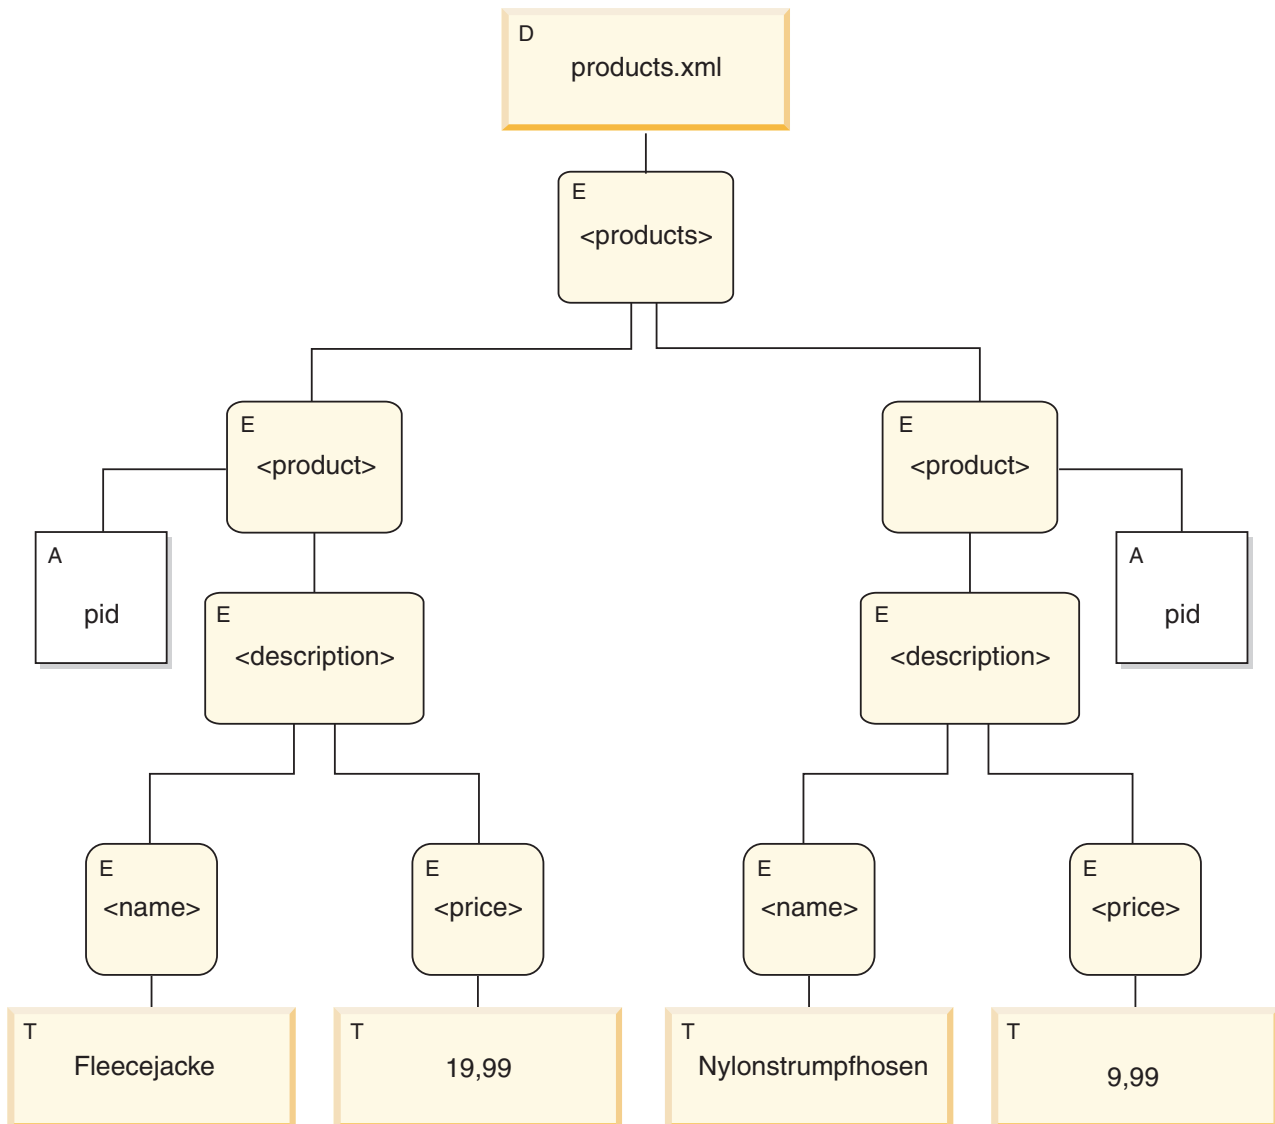 D
products.xml
E
<products>
E
<product>
E
<product>
A
pid
A
pid
E
<description>
E
<description>
E
<name>
E
<price>
E
<name>
E
<price>
T
Fleecejacke
T
19,99
T
Nylonstrumpfhosen
T
9,99